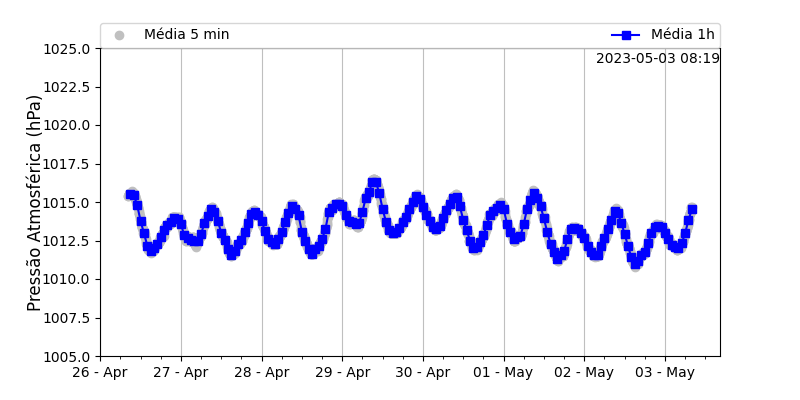 Média 5 min
Média 1h
2023-05-03 08:19
Pressão Atmosférica (hPa)
1025.0
1022.5
1020.0
1017.5
1015.0
1012.5
1010.0
1007.5
1005.0
26 - Apr
27 - Apr
28 - Apr
29 - Apr
30 - Apr
01 - May
02 - May
03 - May